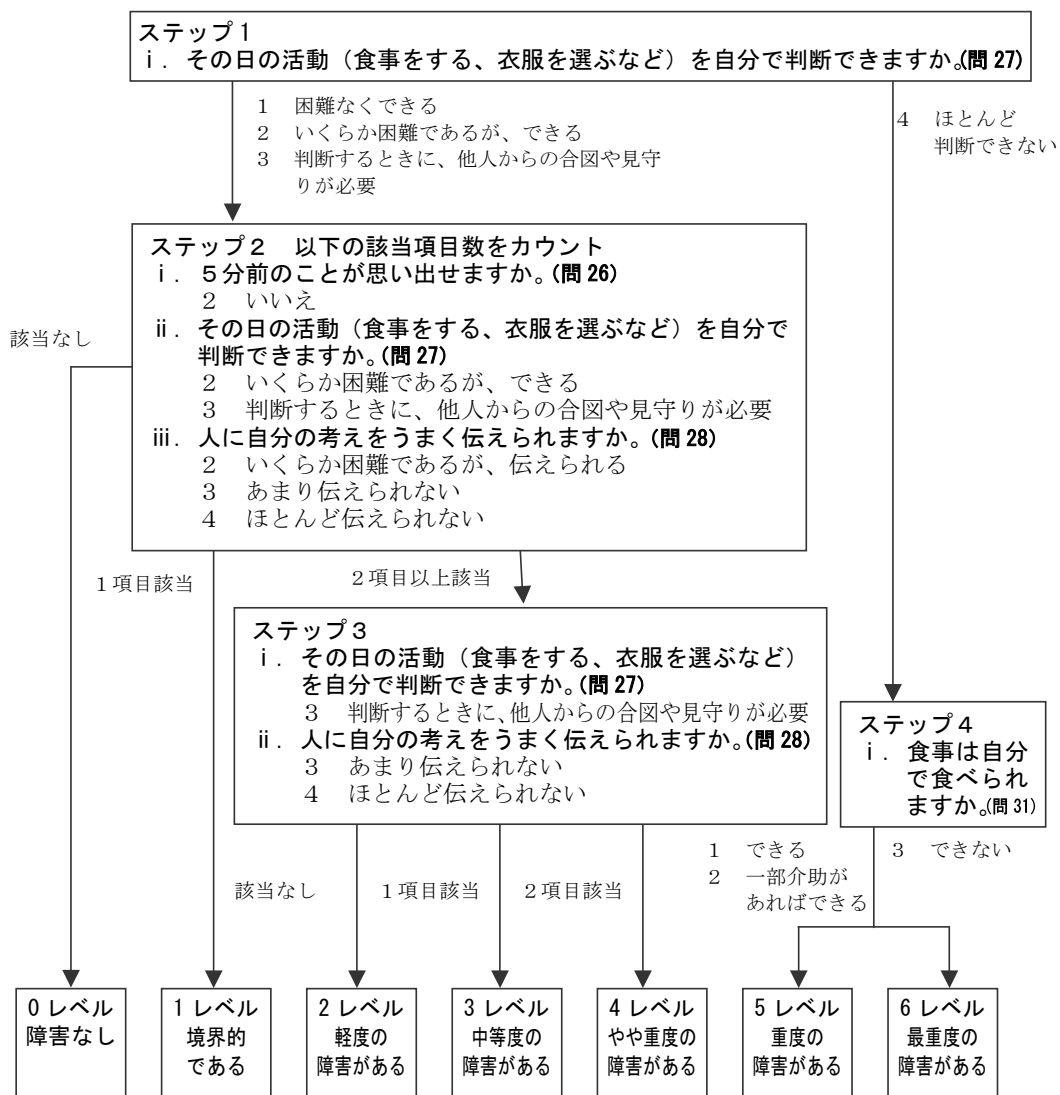 ステップ1
ⅰ. その日の活動（食事をする、衣服を選ぶなど）を自分で判断できますか。(問27)
1 困難なくできる
2 いくらか困難であるが、できる
3 判断するときに、他人からの合図や見守
りが必要
4 ほとんど
判断できない
ステップ2 以下の該当項目数をカウント
ⅰ. 5分前のことが思い出せますか。(問26)
2 いいえ
ⅱ. その日の活動（食事をする、衣服を選ぶなど）を自分で
判断できますか。(問27)
2 いくらか困難であるが、できる
3 判断するときに、他人からの合図や見守りが必要
ⅲ. 人に自分の考えをうまく伝えられますか。(問28)
2 いくらか困難であるが、伝えられる
3 あまり伝えられない
4 ほとんど伝えられない
該当なし
1項目該当
2項目以上該当
ステップ3
ⅰ. その日の活動（食事をする、衣服を選ぶなど）
を自分で判断できますか。(問27)
3 判断するときに、他人からの合図や見守りが必要
ⅱ. 人に自分の考えをうまく伝えられますか。(問28)
3 あまり伝えられない
4 ほとんど伝えられない
ステップ4
ⅰ. 食事は自分
で食べられ
ますか。(問31)
該当なし
1項目該当
2項目該当
1 できる
2 一部介助が
あればできる
3 できない
0レベル
障害なし
1レベル
境界的
である
2レベル
軽度の
障害がある
3レベル
中等度の
障害がある
4レベル
やや重度の
障害がある
5レベル
重度の
障害がある
6レベル
最重度の
障害がある